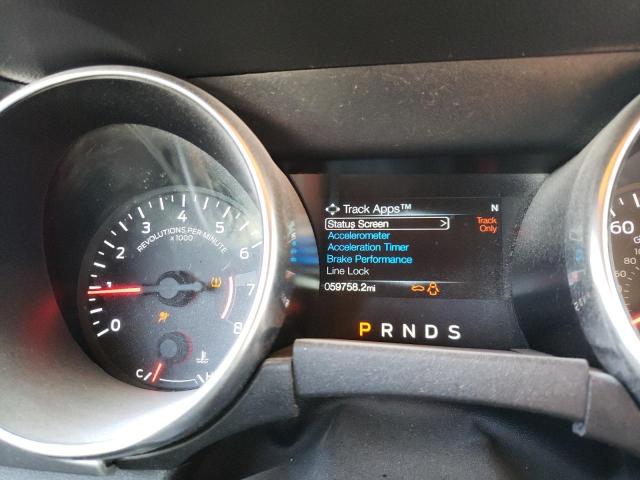 Track Apps™ N
Status Screen >
Track Only
Accelerometer
Acceleration Timer
Brake Performance
Line Lock
059758.2mi
P R N D S
0 1 2 3 4 5 6 7 8
REVOLUTIONS PER MINUTE
x 1000
C H
60
80